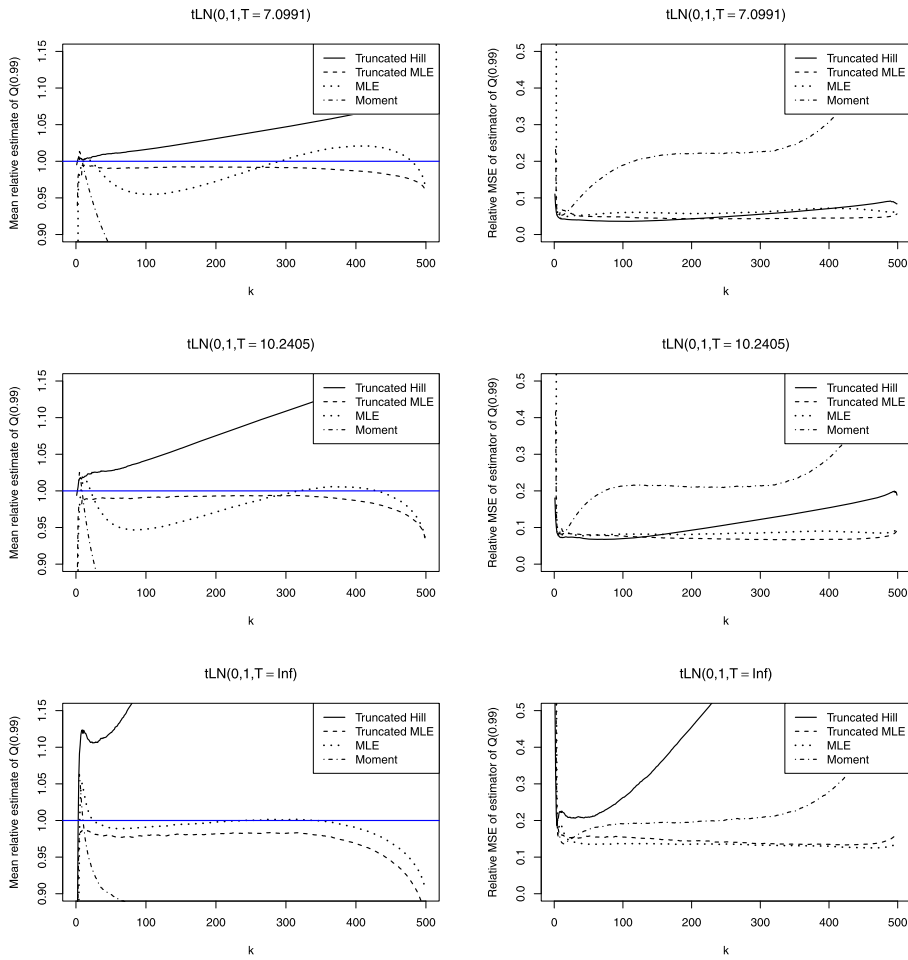 tLN(0,1,T = 7.0991)
Mean relative estimate of Q(0.99)
1.15
1.10
1.05
1.00
0.95
0.90
0 100 200 300 400 500
k
Truncated Hill
Truncated MLE
MLE
Moment
tLN(0,1,T = 7.0991)
Relative MSE of estimator of Q(0.99)
0.5
0.4
0.3
0.2
0.1
0.0
0 100 200 300 400 500
k
Truncated Hill
Truncated MLE
MLE
Moment
tLN(0,1,T = 10.2405)
Mean relative estimate of Q(0.99)
1.15
1.10
1.05
1.00
0.95
0.90
0 100 200 300 400 500
k
Truncated Hill
Truncated MLE
MLE
Moment
tLN(0,1,T = 10.2405)
Relative MSE of estimator of Q(0.99)
0.5
0.4
0.3
0.2
0.1
0.0
0 100 200 300 400 500
k
Truncated Hill
Truncated MLE
MLE
Moment
tLN(0,1,T = Inf)
Mean relative estimate of Q(0.99)
1.15
1.10
1.05
1.00
0.95
0.90
0 100 200 300 400 500
k
Truncated Hill
Truncated MLE
MLE
Moment
tLN(0,1,T = Inf)
Relative MSE of estimator of Q(0.99)
0.5
0.4
0.3
0.2
0.1
0.0
0 100 200 300 400 500
k
Truncated Hill
Truncated MLE
MLE
Moment